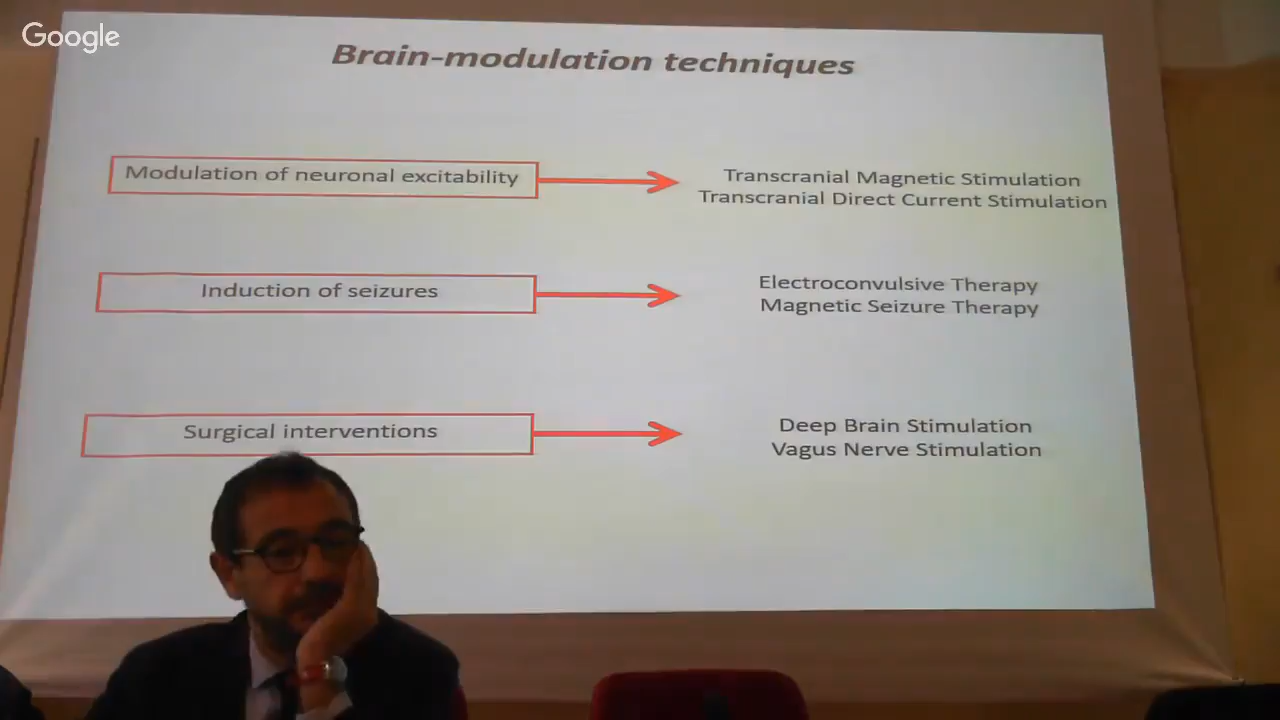 Google
Brain-modulation techniques
Modulation of neuronal excitability
Transcranial Magnetic Stimulation
Transcranial Direct Current Stimulation
Induction of seizures
Electroconvulsive Therapy
Magnetic Seizure Therapy
Surgical interventions
Deep Brain Stimulation
Vagus Nerve Stimulation